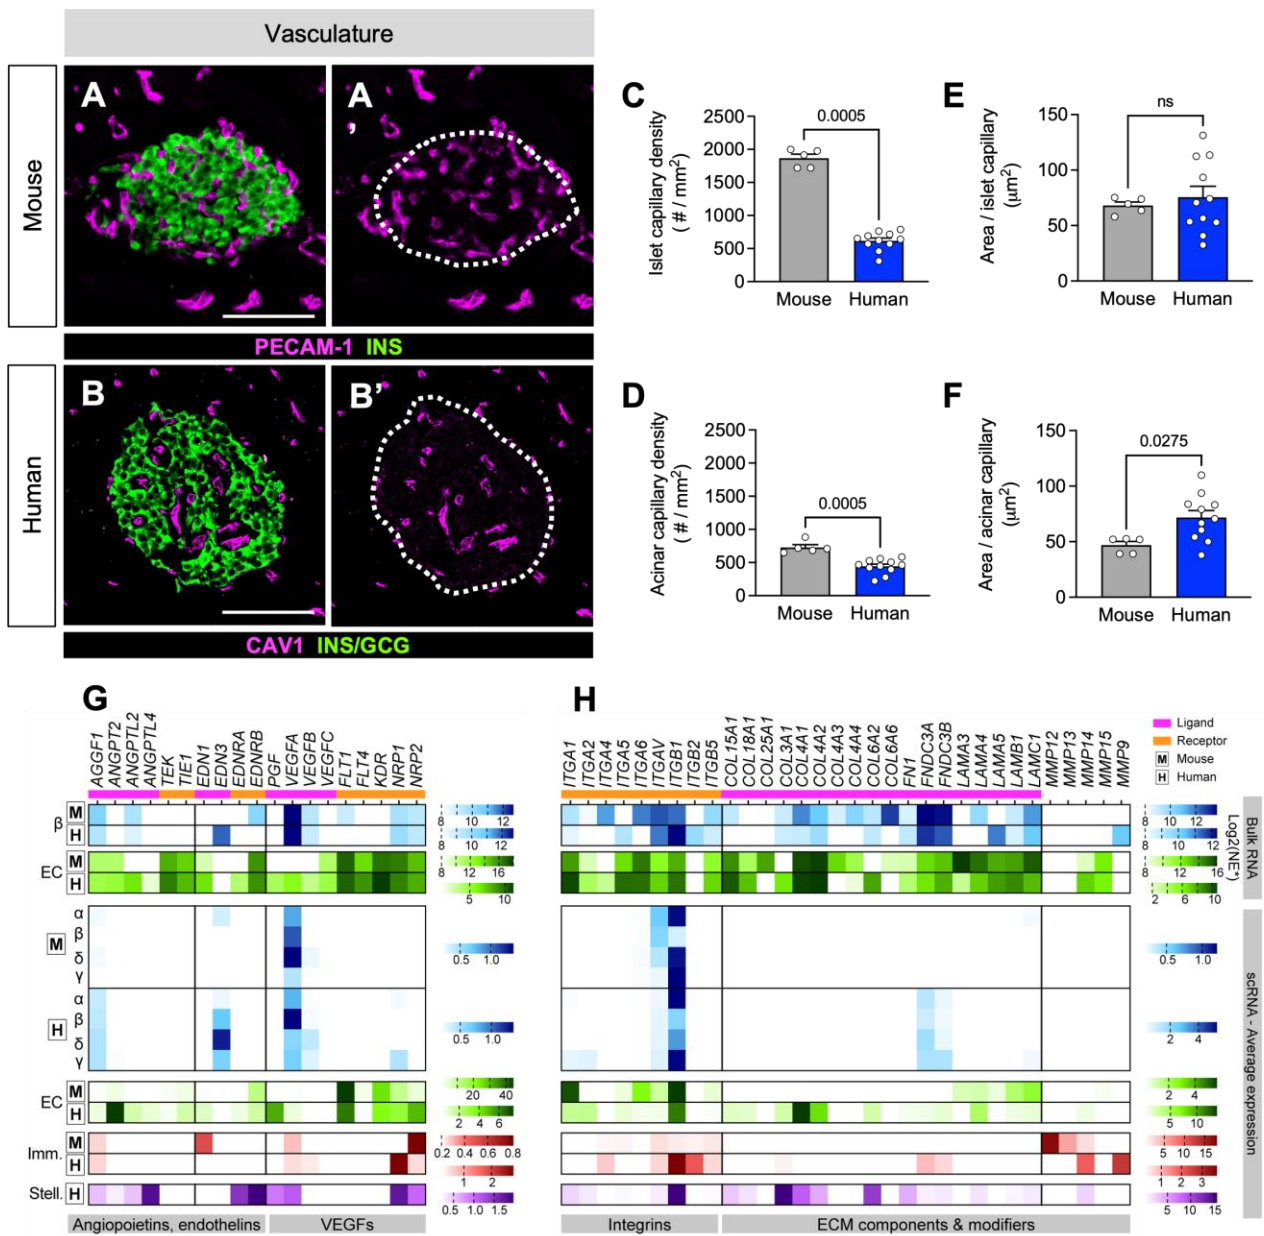 Vasculature
Mouse
A
A
’
PECAM-1 INS
Human
B
B’
CAV1 INS/GCG
C
Islet capillary density
( # / mm2)
2500
2000
1500
1000
500
0
0.0005
Mouse Human
E
Area / islet capillary
(µm2)
150
100
50
0
ns
Mouse Human
D
Acinar capillary density
( # / mm2)
2500
2000
1500
1000
500
0
0.0005
Mouse Human
F
Area / acinar capillary
(µm2)
150
100
50
0
0.0275
Mouse Human
G
AGGF1
ANGPT2
ANGPTL2
ANGPTL4
TEK
TIE1
EDN1
EDN3
EDNRA
EDNRB
PGF
VEGFA
VEGFB
VEGFC
FLT1
FLT4
KDR
NRP1
NRP2
β M
H
EC M
H
8 10 12
8 10 12
8 12 16
5 10
M α
β
δ
γ
0.5 1.0
H α
β
δ
γ
0.5 1.0
EC M
H
20 40
2 4 6
Imm. M
H
0.2 0.4 0.6 0.8
1 2
Stell. H
0.5 1.0 1.5
Angiopoietins, endothelins
VEGFs
H
ITGA1
ITGA2
ITGA4
ITGA5
ITGA6
ITGAV
ITGB1
ITGB2
ITGB5
COL15A1
COL18A1
COL25A1
COL3A1
COL4A1
COL4A2
COL4A3
COL4A4
COL6A2
COL6A6
FN1
FNDC3A
FNDC3B
LAMA3
LAMA4
LAMA5
LAMB1
LAMC1
MMP12
MMP13
MMP14
MMP15
MMP9
Ligand
Receptor
M Mouse
H Human
8 10 12
8 10 12
8 12 16
2 6 10
Bulk RNA
Log2(NE*)
0.5 1.0
2 4
2 4
5 10
5 10 15
1 2 3
5 10 15
scRNA - Average expression
Integrins
ECM components & modifiers